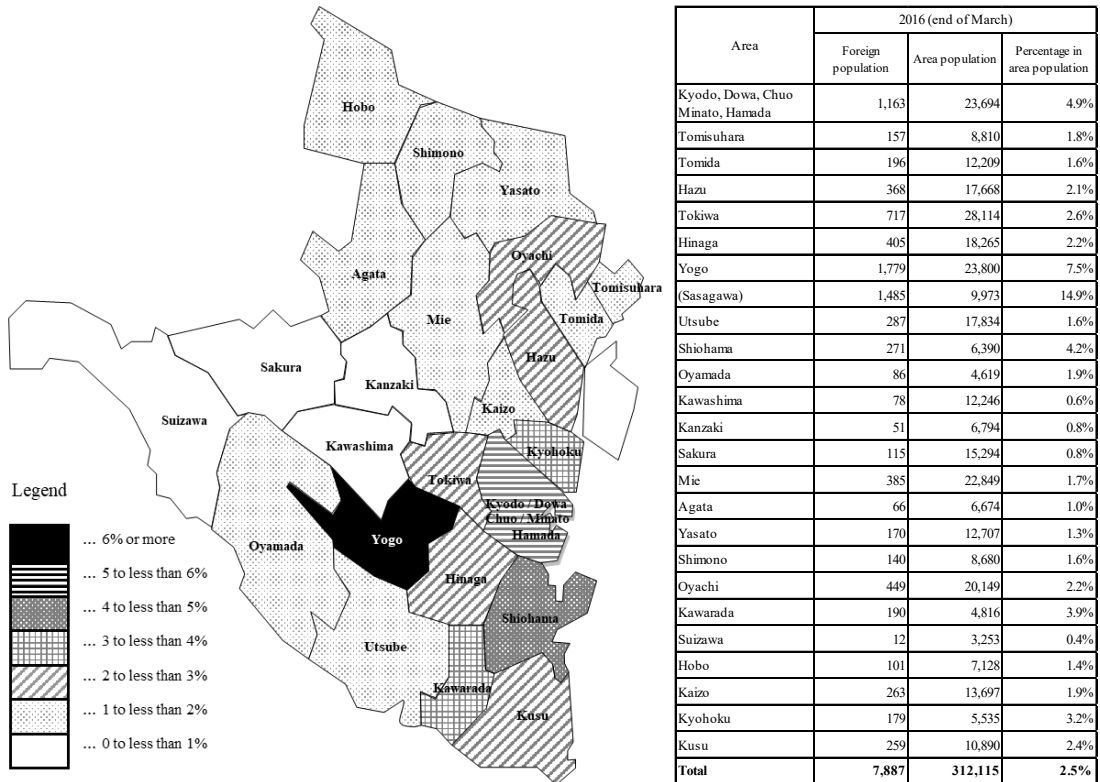 Hobo
Shimono
Yasato
Agata
Oyachi
Tomisuhara
Mie
Tomida
Hazu
Sakura
Kanzaki
Kaizo
Suizawa
Kawashima
Kyohoku
Tokiwa
Kyodo / Dowa
Chuo / Minato
Hamada
Oyamada
Yogo
Hinaga
Shiohama
Utsube
Kawarada
Kusu
Legend
... 6% or more
... 5 to less than 6%
... 4 to less than 5%
... 3 to less than 4%
... 2 to less than 3%
... 1 to less than 2%
... 0 to less than 1%
Area
2016 (end of March)
Foreign population
Area population
Percentage in area population
Kyodo, Dowa, Chuo
Minato, Hamada 1,163 23,694 4.9%
Tomisuhara 157 8,810 1.8%
Tomida 196 12,209 1.6%
Hazu 368 17,668 2.1%
Tokiwa 717 28,114 2.6%
Hinaga 405 18,265 2.2%
Yogo 1,779 23,800 7.5%
(Sasagawa) 1,485 9,973 14.9%
Utsube 287 17,834 1.6%
Shiohama 271 6,390 4.2%
Oyamada 86 4,619 1.9%
Kawashima 78 12,246 0.6%
Kanzaki 51 6,794 0.8%
Sakura 115 15,294 0.8%
Mie 385 22,849 1.7%
Agata 66 6,674 1.0%
Yasato 170 12,707 1.3%
Shimono 140 8,680 1.6%
Oyachi 449 20,149 2.2%
Kawarada 190 4,816 3.9%
Suizawa 12 3,253 0.4%
Hobo 101 7,128 1.4%
Kaizo 263 13,697 1.9%
Kyohoku 179 5,535 3.2%
Kusu 259 10,890 2.4%
Total 7,887 312,115 2.5%